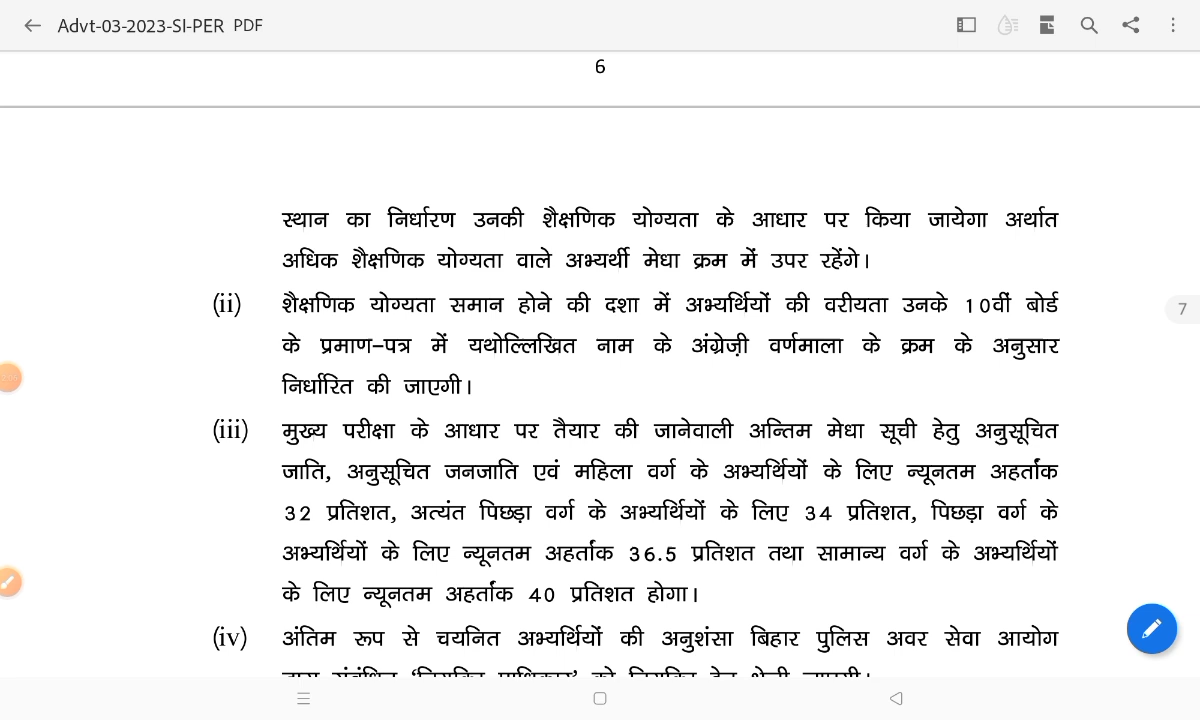 Advt-03-2023-SI-PER PDF
6
स्थान का निर्धारण उनकी शैक्षणिक योग्यता के आधार पर किया जायेगा अर्थात
अधिक शैक्षणिक योग्यता वाले अभ्यर्थी मेधा क्रम में उपर रहेंगे।
(ii) शैक्षणिक योग्यता समान होने की दशा में अभ्यर्थियों की वरीयता उनके 10वीं बोर्ड
के प्रमाण-पत्र में यथोल्लिखित नाम के अंग्रेज़ी वर्णमाला के क्रम के अनुसार
7
निर्धारित की जाएगी।
(iii) मुख्य परीक्षा के आधार पर तैयार की जानेवाली अन्तिम मेधा सूची हेतु अनुसूचित
जाति, अनुसूचित जनजाति एवं महिला वर्ग के अभ्यर्थियों के लिए न्यूनतम अहर्तांक
32 प्रतिशत, अत्यंत पिछड़ा वर्ग के अभ्यर्थियों के लिए 34 प्रतिशत, पिछड़ा वर्ग के
अभ्यर्थियों के लिए न्यूनतम अहर्तांक 36.5 प्रतिशत तथा सामान्य वर्ग के अभ्यर्थियों
के लिए न्यूनतम अहर्तांक 40 प्रतिशत होगा।
(iv) अंतिम रूप से चयनित अभ्यर्थियों की अनुशंसा बिहार पुलिस अवर सेवा आयोग